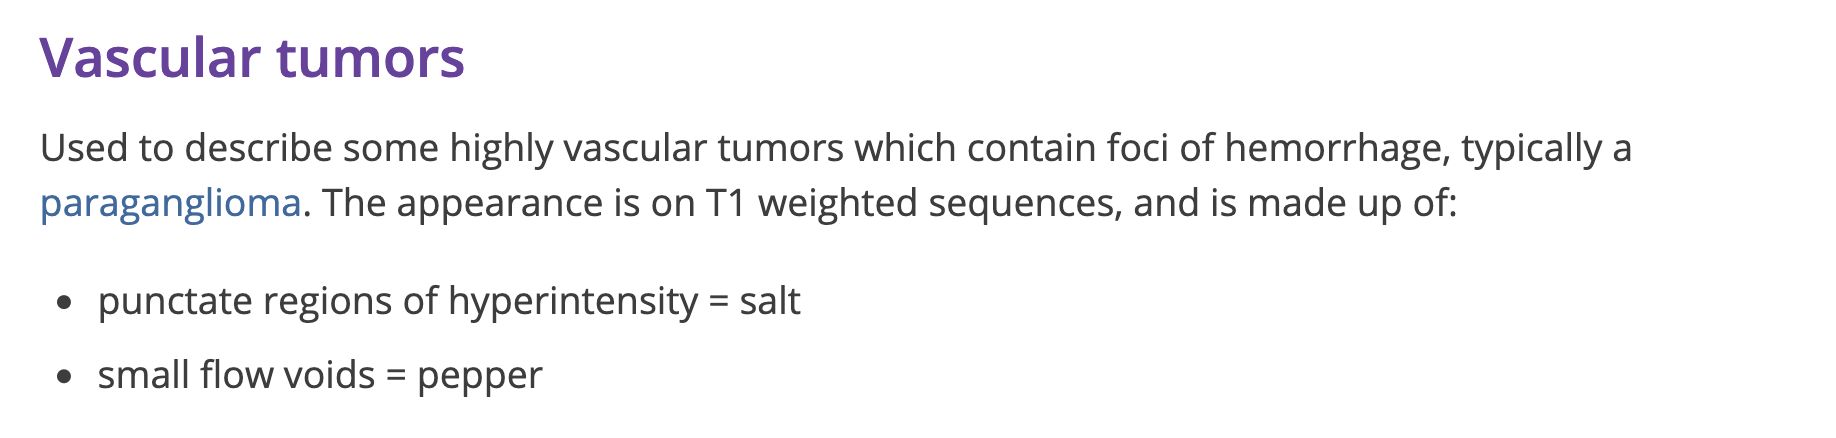 Vascular tumors
Used to describe some highly vascular tumors which contain foci of hemorrhage, typically a
paraganglioma. The appearance is on T1 weighted sequences, and is made up of:
• punctate regions of hyperintensity = salt
• small flow voids = pepper